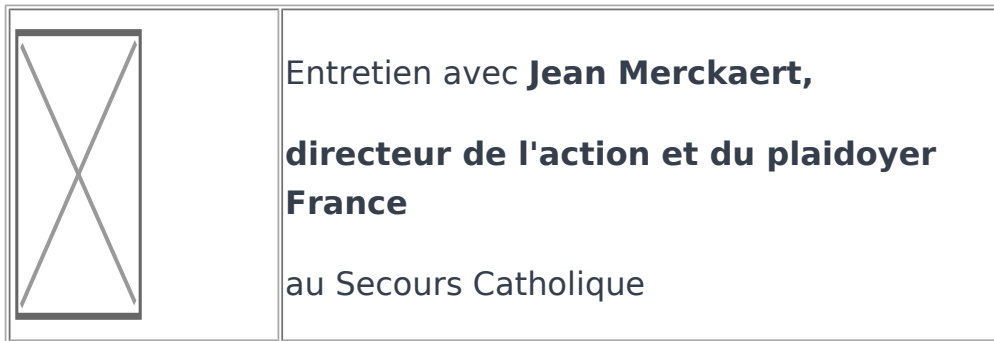 Entretien avec Jean Merckaert,
directeur de l'action et du plaidoyer
France
au Secours Catholique